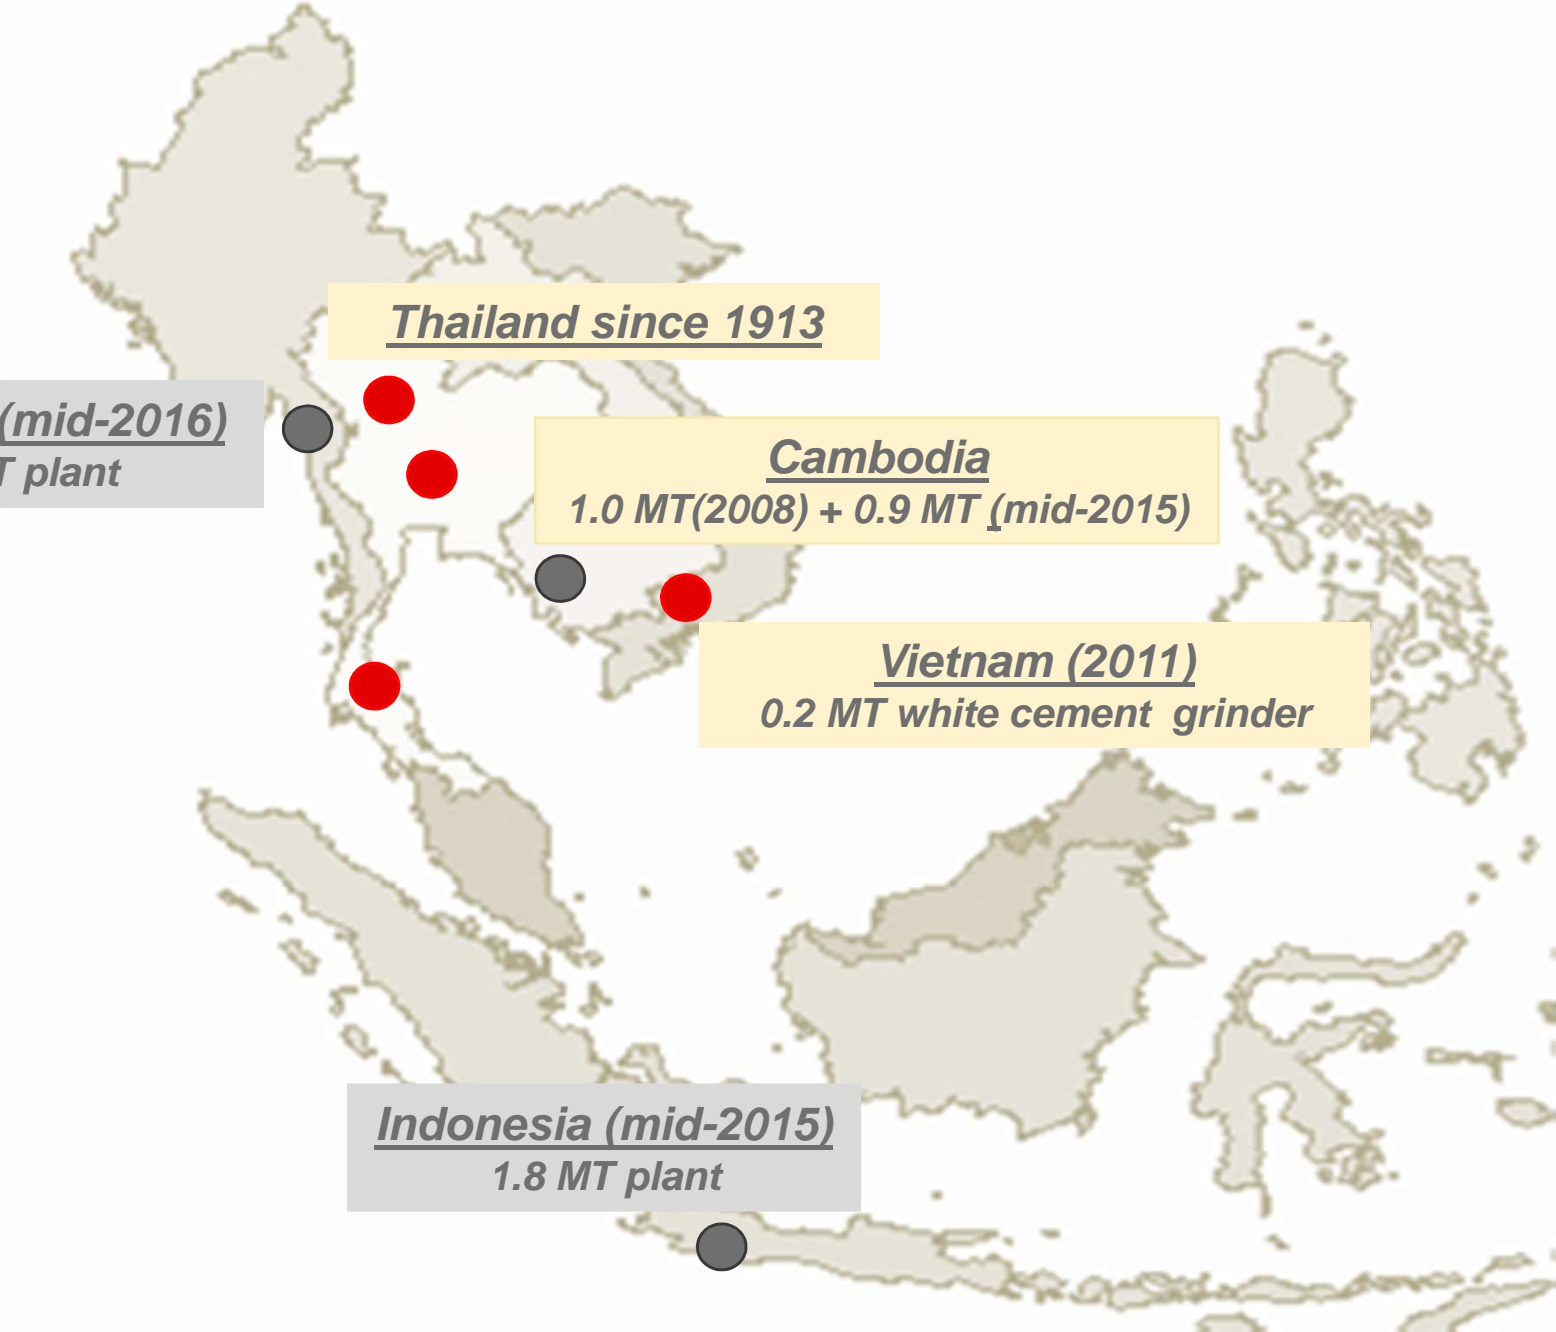 Thailand since 1913
(mid-2016)
plant
Cambodia
1.0 MT(2008) + 0.9 MT (mid-2015)
Vietnam (2011)
0.2 MT white cement grinder
Indonesia (mid-2015)
1.8 MT plant